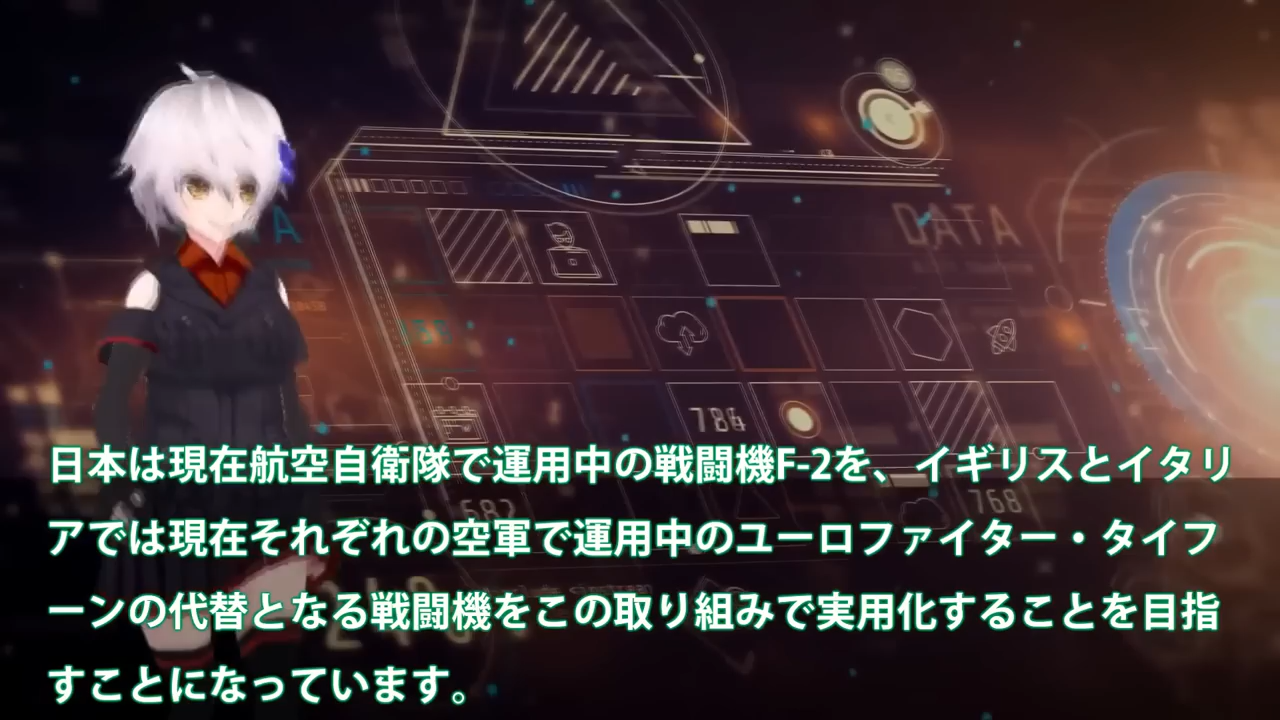 DATA
786
768
682
日本は現在航空自衛隊で運用中の戦闘機F-2を、イギリスとイタリ
アでは現在それぞれの空軍で運用中のユーロファイター・タイフ
ーンの代替となる戦闘機をこの取り組みで実用化することを目指
すことになっています。